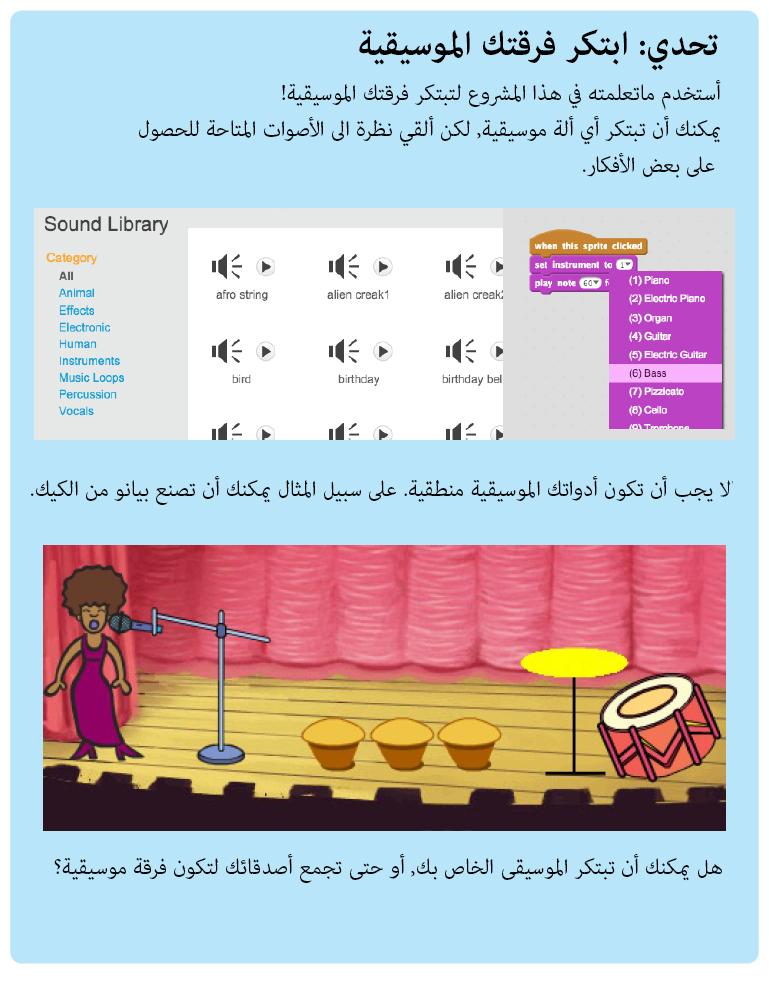 تحدي: ابتكر فرقتك الموسيقية
أستخدم ماتعلمته في هذا المشروع لتبتكر فرقتك الموسيقية!
يمكنك أن تبتكر أي ألة موسيقية, لكن ألقي نظرة الى الأصوات المتاحة للحصول
على بعض الأفكار.
Sound Library
Category
All
Animal
Effects
Electronic
Human
Instruments
Music Loops
Percussion
Vocals
afro string alien creak1 alien creak2
bird birthday birthday bel
when this sprite clicked
set instrument to 1
play note 60 f
(1) Piano
(2) Electric Piano
(3) Organ
(4) Guitar
(5) Electric Guitar
(6) Bass
(7) Pizzicato
(8) Cello
(9) Trombone
لا يجب أن تكون أدواتك الموسيقية منطقية. على سبيل المثال يمكنك أن تصنع بيانو من الكيك.
هل يمكنك أن تبتكر الموسيقى الخاص بك, أو حتى تجمع أصدقائك لتكون فرقة موسيقية؟